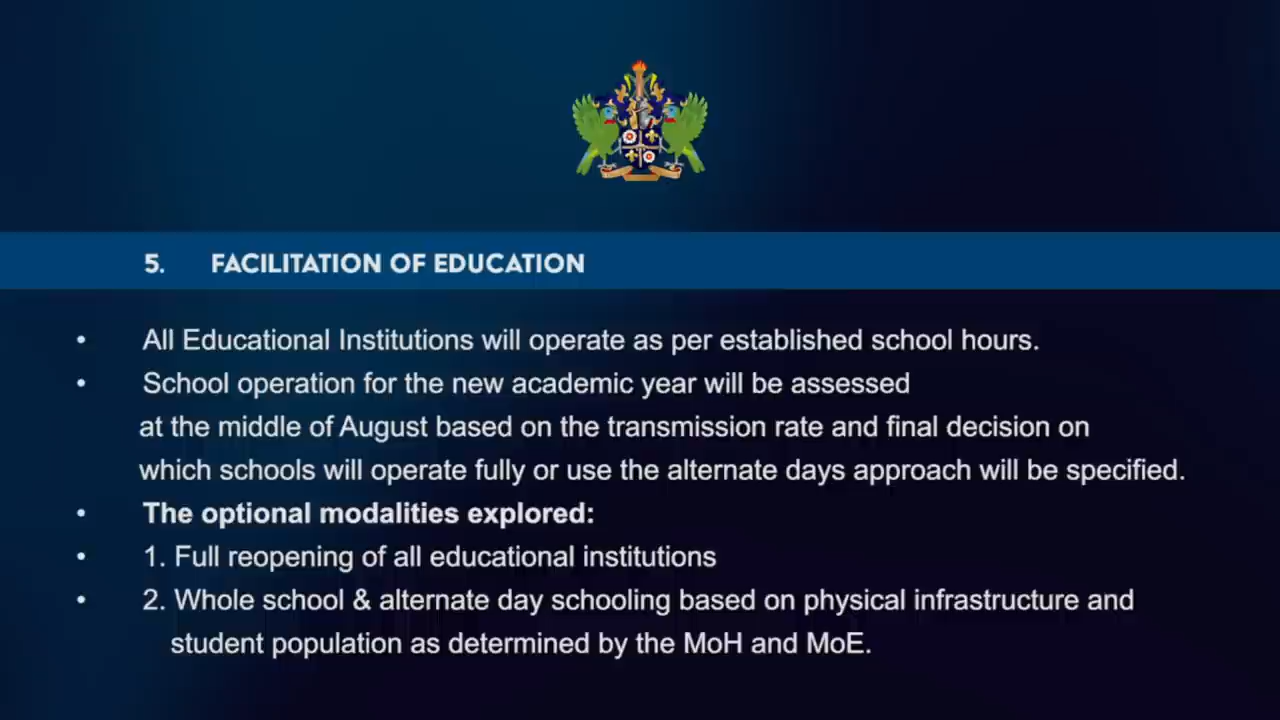 5. FACILITATION OF EDUCATION
• All Educational Institutions will operate as per established school hours.
• School operation for the new academic year will be assessed
at the middle of August based on the transmission rate and final decision on
which schools will operate fully or use the alternate days approach will be specified.
• The optional modalities explored:
• 1. Full reopening of all educational institutions
• 2. Whole school & alternate day schooling based on physical infrastructure and
student population as determined by the MoH and MoE.